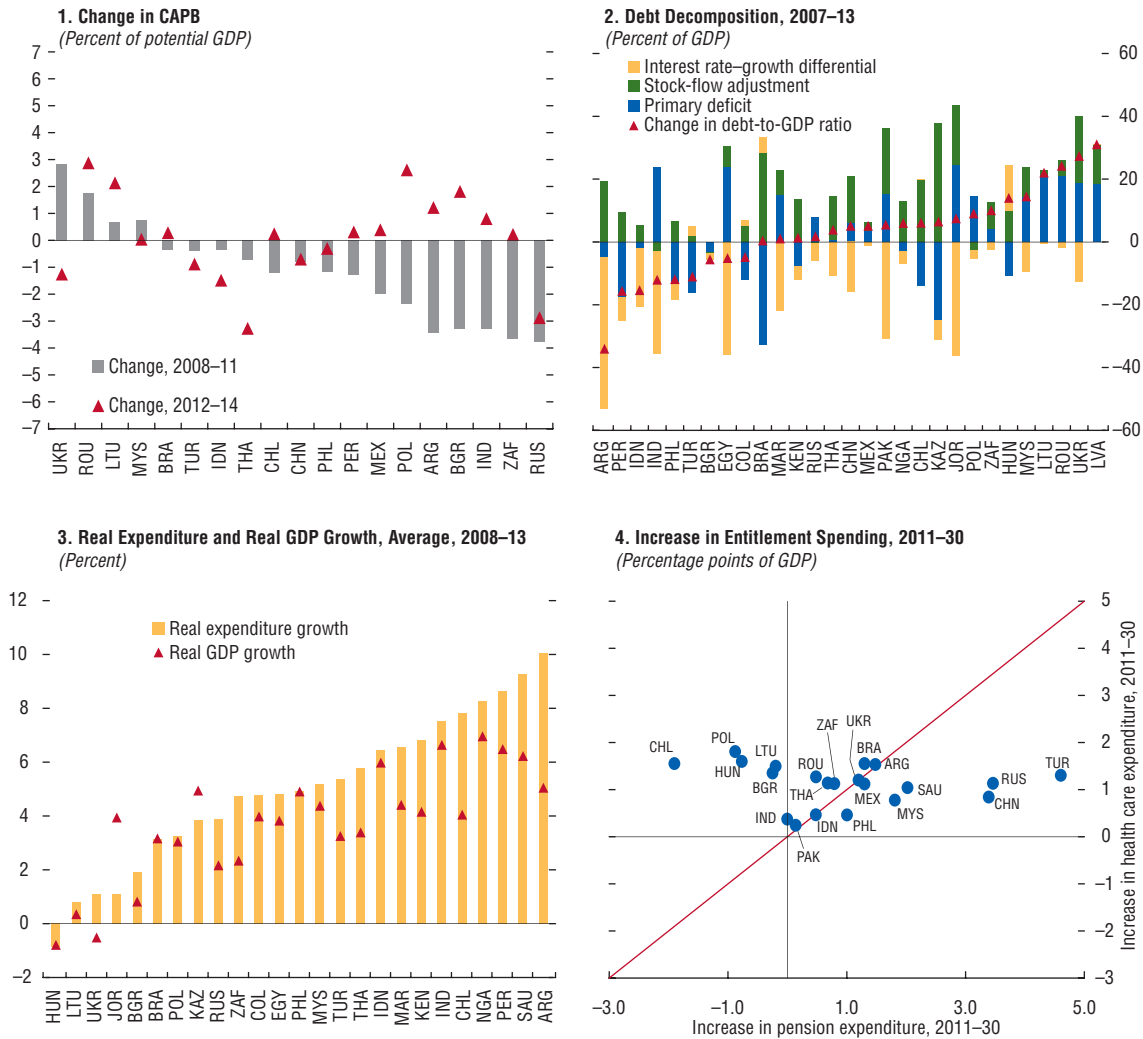 1. Change in CAPB
(Percent of potential GDP)
7
6
5
4
3
2
1
0
–1
–2
–3
–4
–5
–6
–7
Change, 2008–11
Change, 2012–14
UKR ROU LTU MYS BRA TUR IDN THA CHL CHN PHL PER MEX POL ARG BGR IND ZAF RUS
2. Debt Decomposition, 2007–13
(Percent of GDP)
Interest rate–growth differential
Stock-flow adjustment
Primary deficit
Change in debt-to-GDP ratio
60
40
20
0
–20
–40
–60
ARG PER IDN IND PHL TUR BGR EGY COL BRA MAR KEN RUS THA CHN MEX PAK NGA CHL KAZ JOR POL ZAF HUN MYS LTU ROU UKR LVA
3. Real Expenditure and Real GDP Growth, Average, 2008–13
(Percent)
12
10
8
6
4
2
0
–2
Real expenditure growth
Real GDP growth
HUN LTU UKR JOR BGR BRA POL KAZ RUS ZAF COL EGY PHL MYS TUR THA IDN MAR KEN IND CHL NGA PER SAU ARG
4. Increase in Entitlement Spending, 2011–30
(Percentage points of GDP)
5
4
3
2
1
0
–1
–2
–3
Increase in health care expenditure, 2011–30
CHL
POL
HUN
LTU
BGR
ROU
ZAF
UKR
BRA
ARG
THA
MEX
SAU
RUS
TUR
CHN
MYS
IND
IDN
PHL
PAK
–3.0 –1.0 1.0 3.0 5.0
Increase in pension expenditure, 2011–30